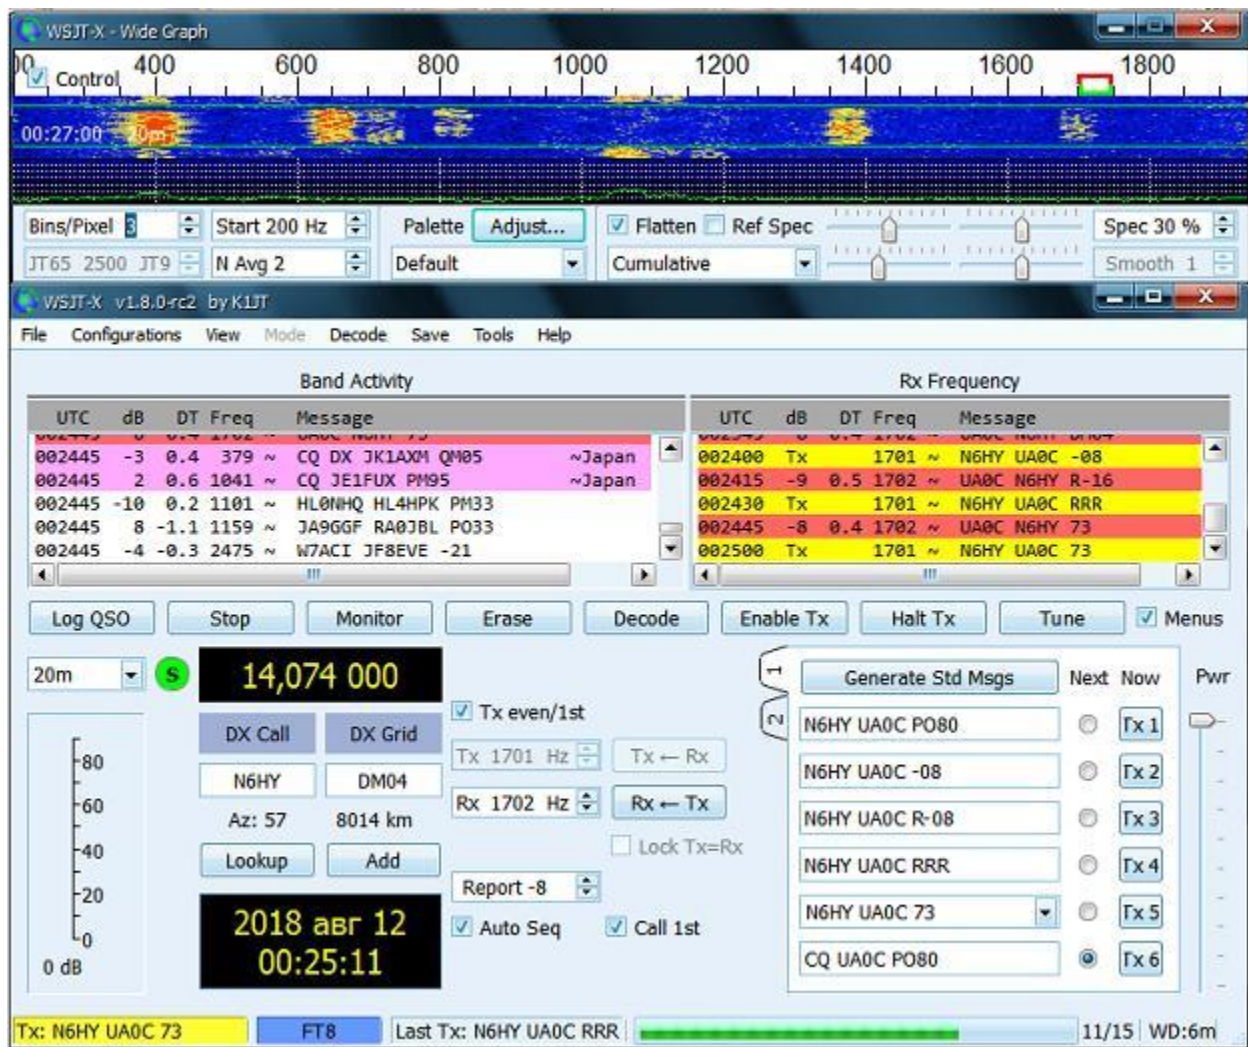 WSJT-X - Wide Graph
00 Control 400 600 800 1000 1200 1400 1600 1800
00:27:00 20m
Bins/Pixel 3 Start 200 Hz Palette Adjust... Flatten Ref Spec Spec 30 %
JT65 2500 JT9 N Avg 2 Default Cumulative Smooth 1
WSJT-X v1.8.0-rc2 by K1JT
File Configurations View Mode Decode Save Tools Help
Band Activity
UTC dB DT Freq Message
002445 -3 0.4 379 ~ CQ DX JK1AXM QM05 ~Japan
002445 2 0.6 1041 ~ CQ JE1FUX PM95 ~Japan
002445 -10 0.2 1101 ~ HL0NHQ HL4HPK PM33
002445 8 -1.1 1159 ~ JA9GGF RA0JBL PO33
002445 -4 -0.3 2475 ~ W7ACI JF8EVE -21
Rx Frequency
UTC dB DT Freq Message
002400 Tx 1701 ~ N6HY UA0C -08
002415 -9 0.5 1702 ~ UA0C N6HY R-16
002430 Tx 1701 ~ N6HY UA0C RRR
002445 -8 0.4 1702 ~ UA0C N6HY 73
002500 Tx 1701 ~ N6HY UA0C 73
Log QSO Stop Monitor Erase Decode Enable Tx Halt Tx Tune Menus
20m S 14,074 000
80
60
40
20
0
0 dB
DX Call DX Grid
N6HY DM04
Az: 57 8014 km
Lookup Add
2018 авг 12
00:25:11
Tx even/1st
Tx 1701 Hz Tx ← Rx
Rx 1702 Hz Rx ← Tx
Lock Tx=Rx
Report -8
Auto Seq Call 1st
1
2
Generate Std Msgs Next Now Pwr
N6HY UA0C PO80 Tx 1
N6HY UA0C -08 Tx 2
N6HY UA0C R-08 Tx 3
N6HY UA0C RRR Tx 4
N6HY UA0C 73 Tx 5
CQ UA0C PO80 Tx 6
Tx: N6HY UA0C 73 FT8 Last Tx: N6HY UA0C RRR 11/15 WD:6m